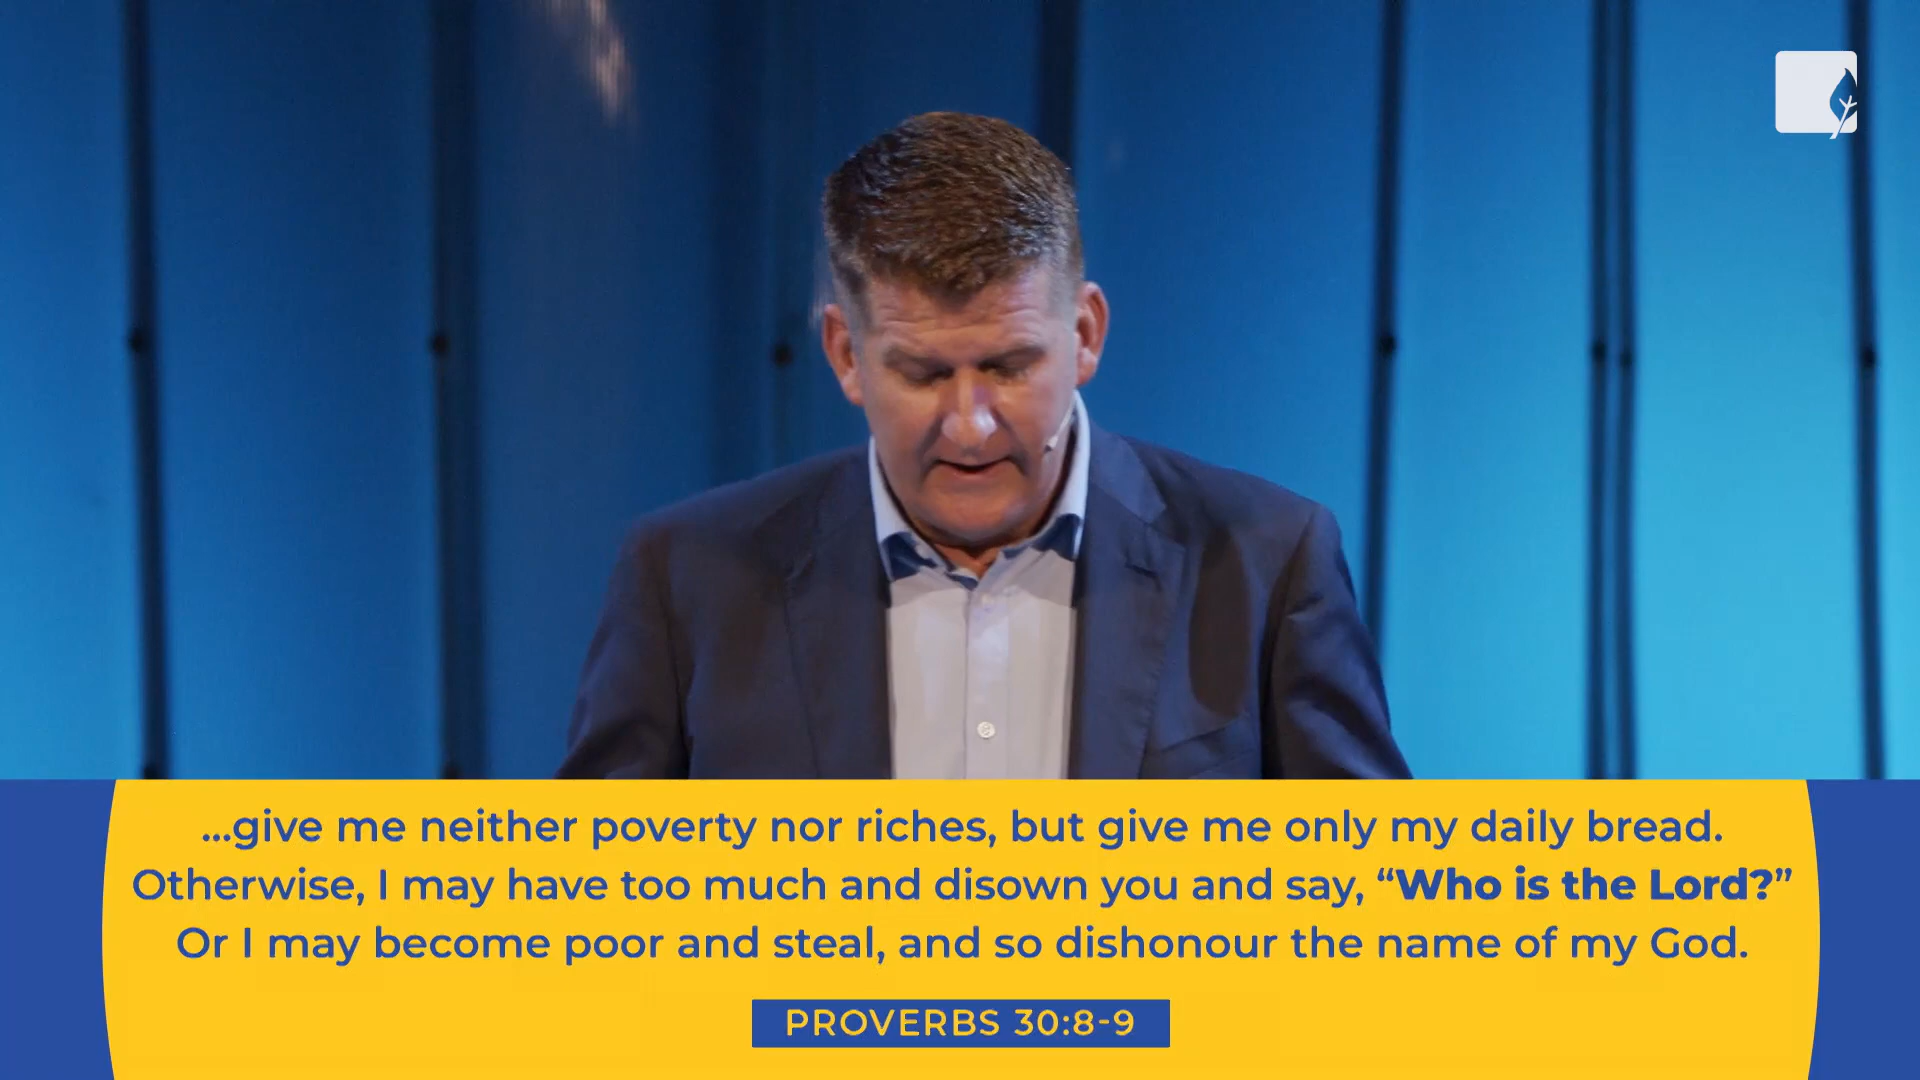 ...give me neither poverty nor riches, but give me only my daily bread.
Otherwise, I may have too much and disown you and say, “Who is the Lord?”
Or I may become poor and steal, and so dishonour the name of my God.
PROVERBS 30:8-9